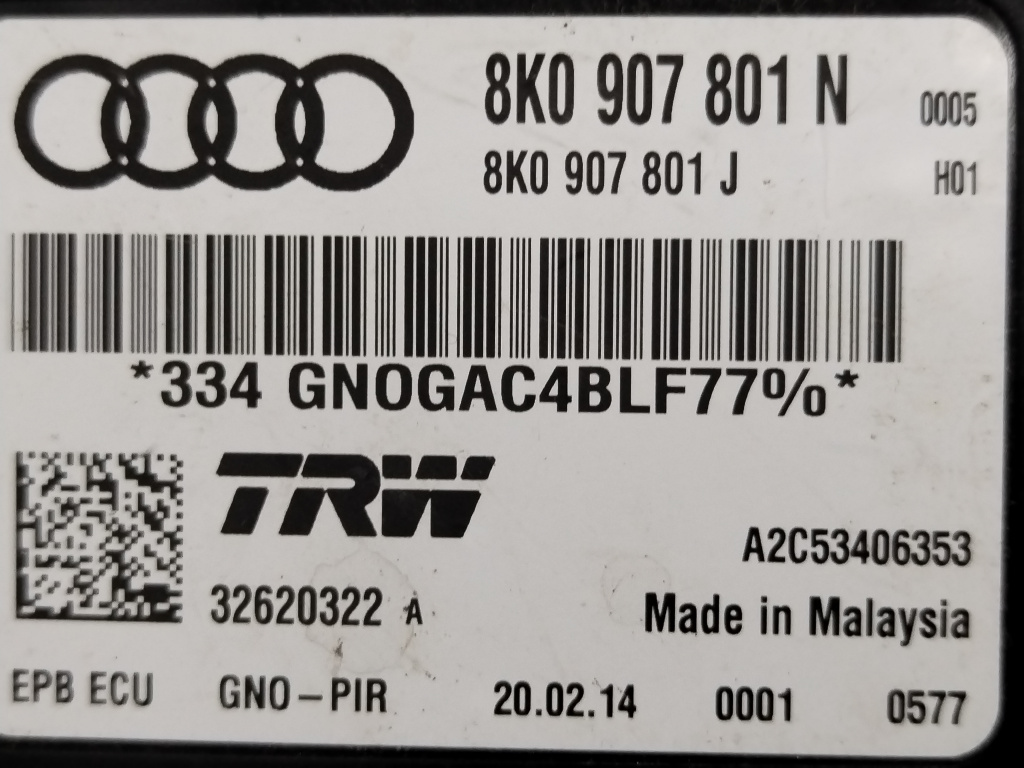 8K0 907 801 N 0005
8K0 907 801 J H01
*334 GNOGAC4BLF77%*
TRW
A2C53406353
32620322 A Made in Malaysia
EPB ECU GNO-PIR 20.02.14 0001 0577